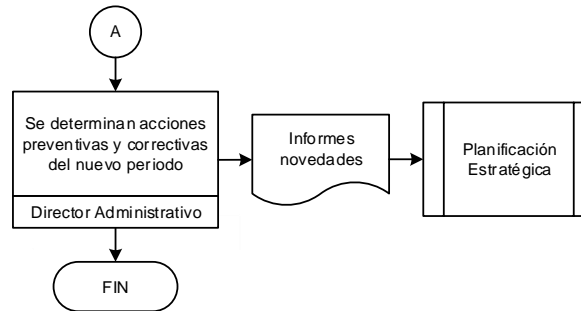 A
Se determinan acciones
preventivas y correctivas
del nuevo periodo
Director Administrativo
Informes
novedades
Planificación
Estratégica
FIN